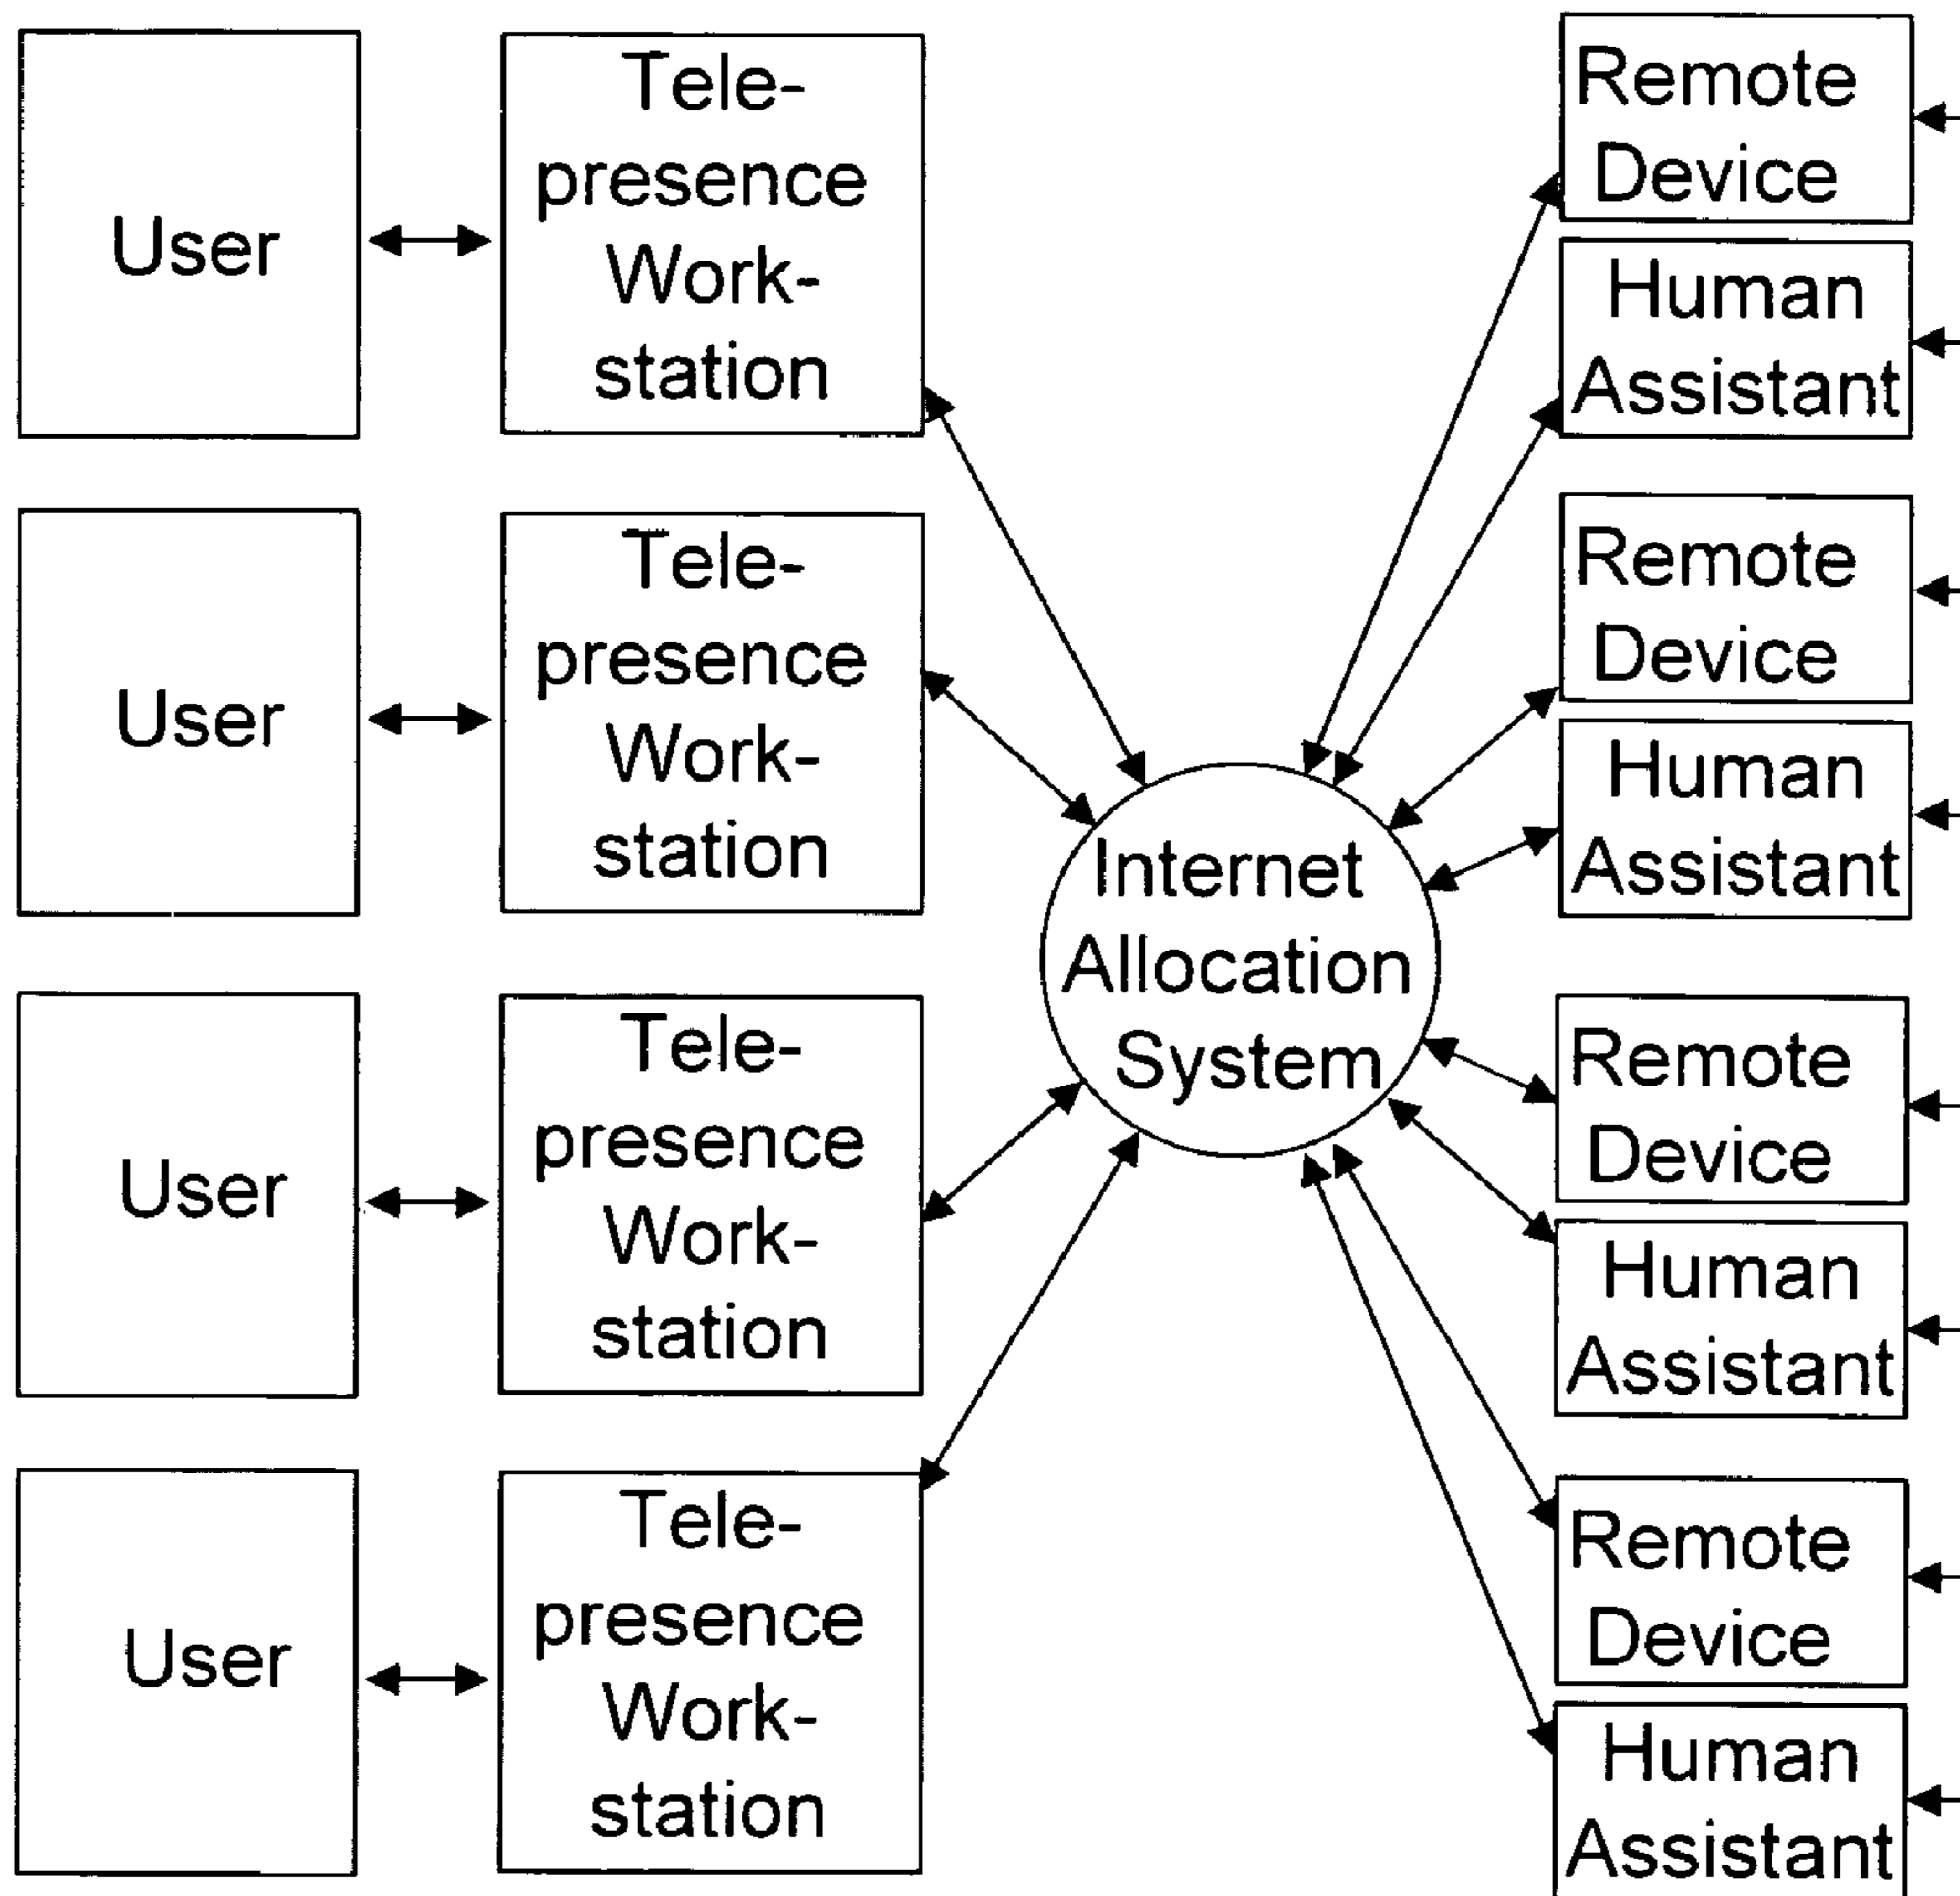 User
Tele-
presence
Work-
station
Remote
Device
Human
Assistant
User
Tele-
presence
Work-
station
Remote
Device
Human
Assistant
Internet
Allocation
System
User
Tele-
presence
Work-
station
Remote
Device
Human
Assistant
User
Tele-
presence
Work-
station
Remote
Device
Human
Assistant